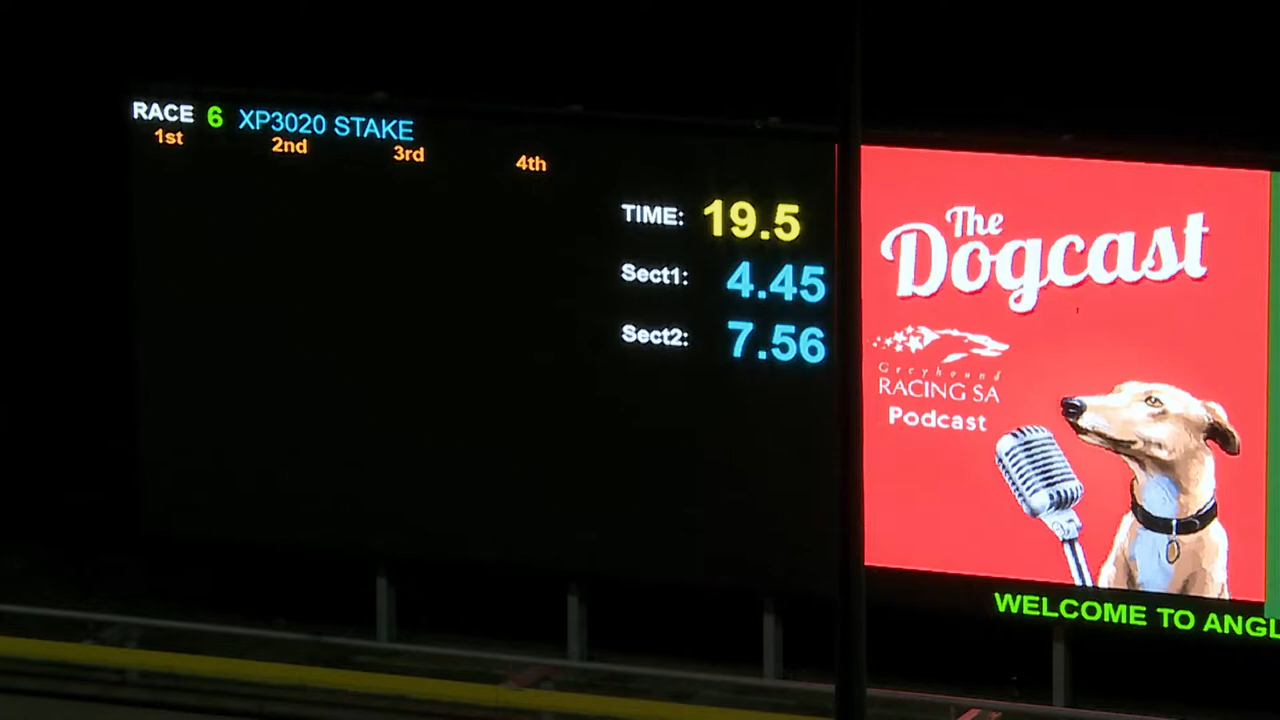 RACE 6 XP3020 STAKE
1st 2nd 3rd 4th
TIME: 19.5
Sect1: 4.45
Sect2: 7.56
The
Dogcast
Greyhound
RACING SA
Podcast
WELCOME TO ANGL